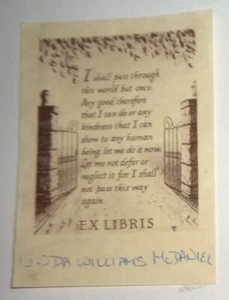 I shall pass through
this world but once.
Any good therefore
that I can do or any
kindness that I can
show to any human
being let me do it now.
Let me not defer or
neglect it for I shall
not pass this way
again.
EX LIBRIS
LINDA WILLIAMS McDANIEL